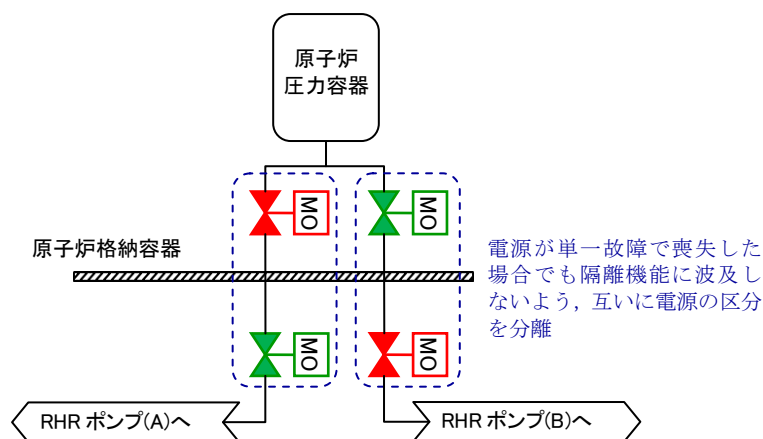 原子炉
圧力容器
MO
MO
原子炉格納容器
電源が単一故障で喪失した
場合でも隔離機能に波及し
ないよう，互いに電源の区分
を分離
MO
MO
RHR ポンプ(A)へ
RHR ポンプ(B)へ